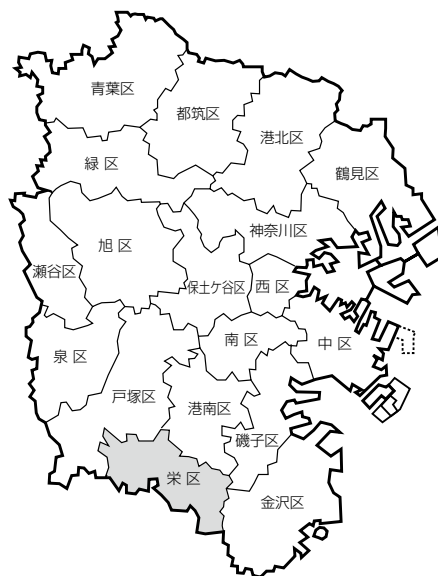 青葉区
都筑区
港北区
緑 区
鶴見区
神奈川区
旭 区
瀬谷区
保土ケ谷区
西 区
南 区
中 区
泉 区
戸塚区
港南区
磯子区
栄 区
金沢区